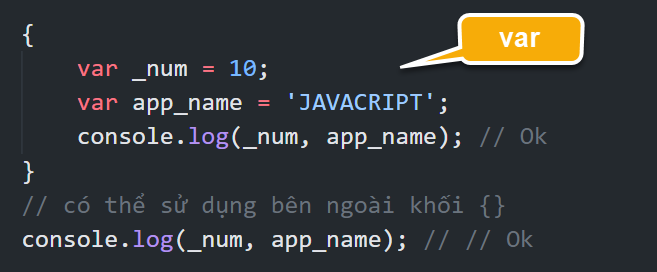 {
var
var _num = 10;
var app_name = 'JAVACRIPT';
console.log(_num, app_name); // Ok
}
// có thể sử dụng bên ngoài khối {}
console.log(_num, app_name); // // Ok